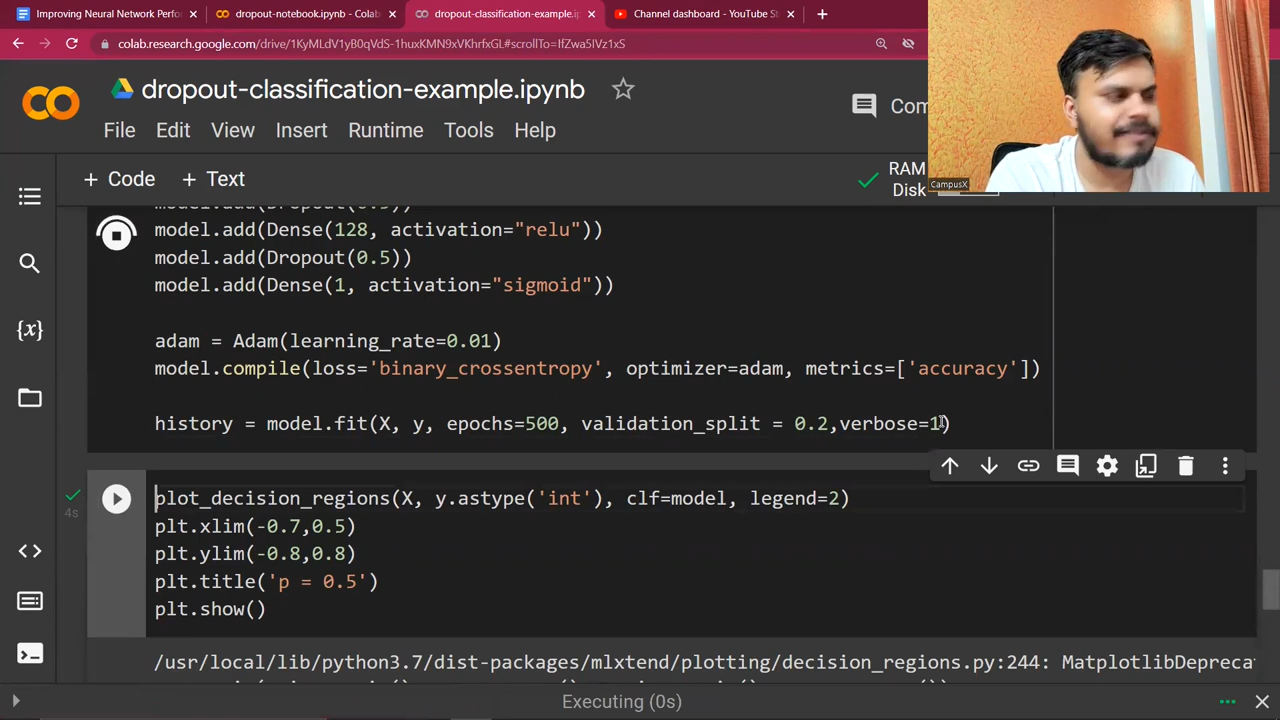 Improving Neural Network Perfo
dropout-notebook.ipynb - Colab
dropout-classification-example.ip
Channel dashboard - YouTube St
colab.research.google.com/drive/1KyMLdV1yB0qVdS-1huxKMN9xVKhrfxGL#scrollTo=IfZwa5IVz1xS
dropout-classification-example.ipynb
File Edit View Insert Runtime Tools Help
Com
+ Code + Text
RAM
Disk
CampusX
model.add(Dense(128, activation="relu"))
model.add(Dropout(0.5))
model.add(Dense(1, activation="sigmoid"))
adam = Adam(learning_rate=0.01)
model.compile(loss='binary_crossentropy', optimizer=adam, metrics=['accuracy'])
history = model.fit(X, y, epochs=500, validation_split = 0.2,verbose=1)
4s
plot_decision_regions(X, y.astype('int'), clf=model, legend=2)
plt.xlim(-0.7,0.5)
plt.ylim(-0.8,0.8)
plt.title('p = 0.5')
plt.show()
/usr/local/lib/python3.7/dist-packages/mlxtend/plotting/decision_regions.py:244: MatplotlibDeprecat
Executing (0s)